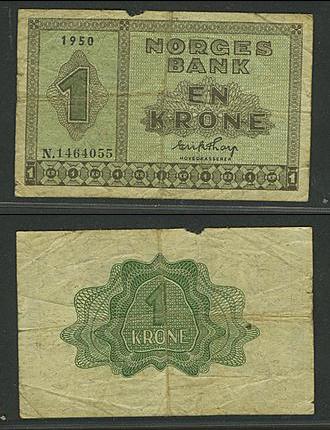 1950
NORGES
BANK
1
EN
KRONE
N.1464055
HOVEDKASSERER
1
1
1
KRONE